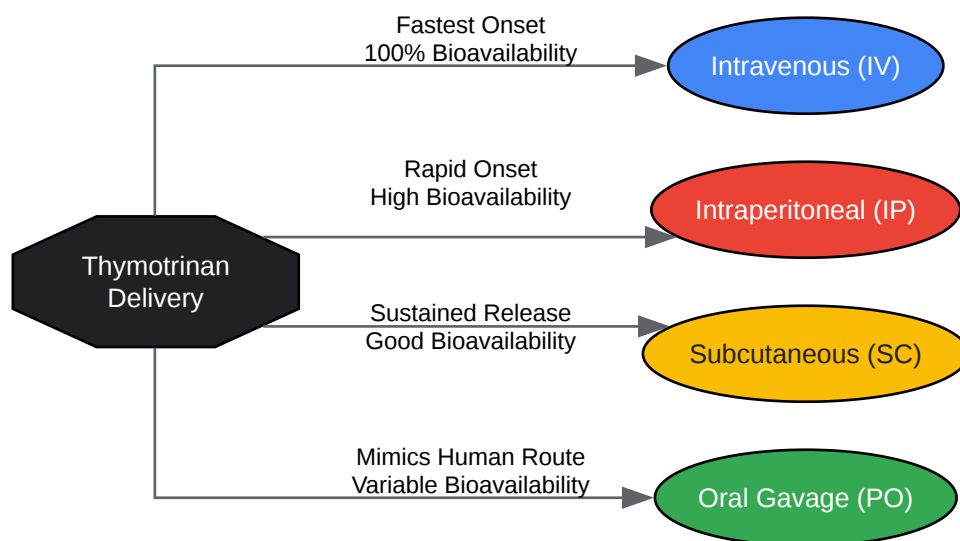 Fastest Onset
100% Bioavailability
Intravenous (IV)
Rapid Onset
High Bioavailability
Intraperitoneal (IP)
Thymotrinan
Delivery
Sustained Release
Good Bioavailability
Subcutaneous (SC)
Mimics Human Route
Variable Bioavailability
Oral Gavage (PO)